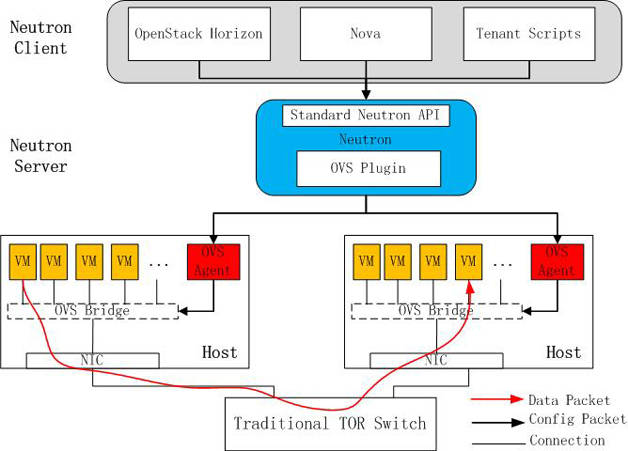 Neutron
Client
OpenStack Horizon
Nova
Tenant Scripts
Neutron
Server
Standard Neutron API
Neutron
OVS Plugin
VM
VM
VM
VM
...
OVS
Agent
OVS Bridge
NIC
Host
VM
VM
VM
VM
...
OVS
Agent
OVS Bridge
NIC
Host
Traditional TOR Switch
Data Packet
Config Packet
Connection